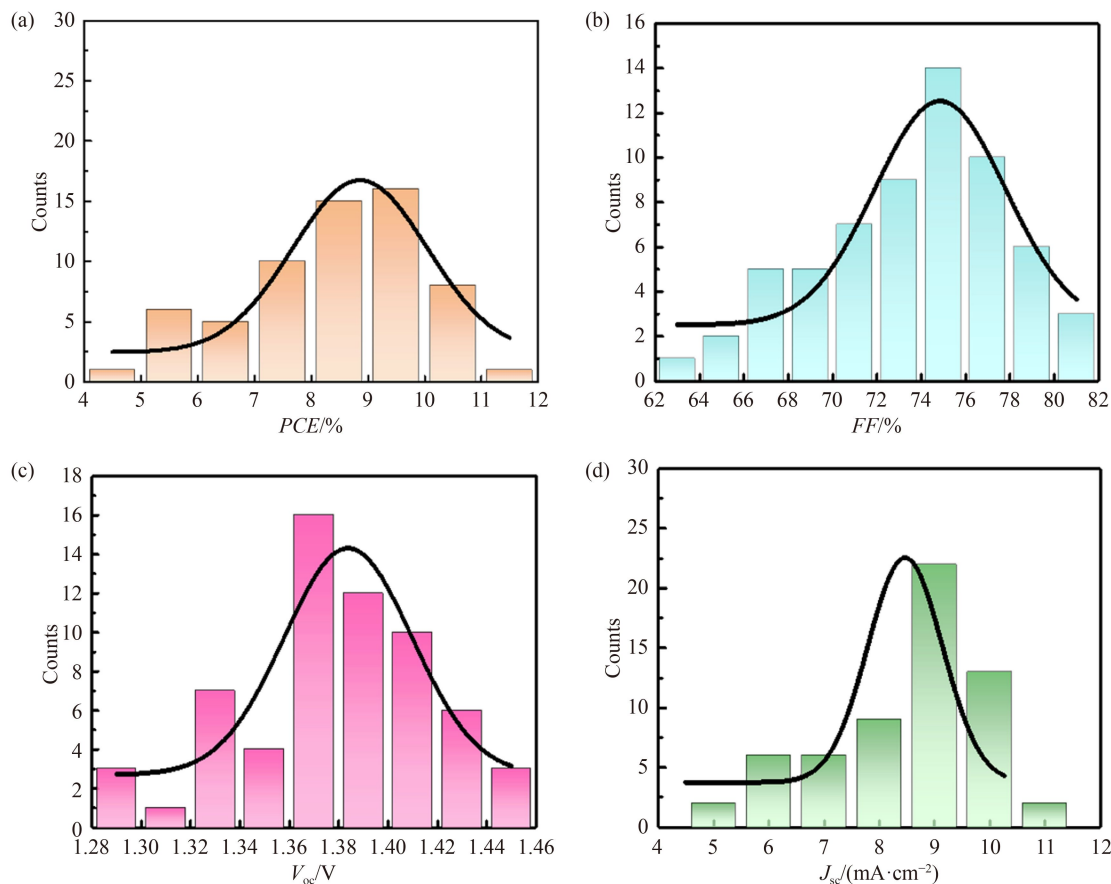 (a)
30
25
20
15
10
5
0
Counts
4 5 6 7 8 9 10 11 12
PCE/%
(b)
16
14
12
10
8
6
4
2
0
Counts
62 64 66 68 70 72 74 76 78 80 82
FF/%
(c)
18
16
14
12
10
8
6
4
2
0
Counts
1.28 1.30 1.32 1.34 1.36 1.38 1.40 1.42 1.44 1.46
Voc/V
(d)
30
25
20
15
10
5
0
Counts
4 5 6 7 8 9 10 11 12
Jsc/(mA·cm⁻²)